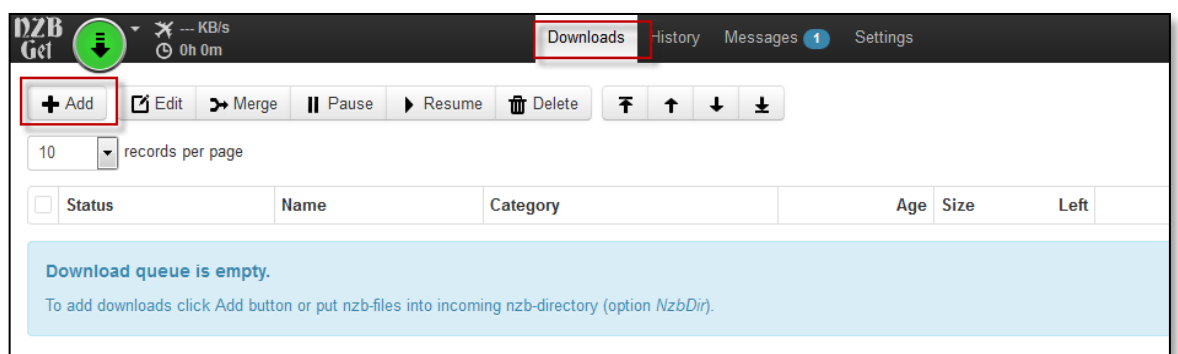 NZB --- KB/s Downloads History Messages 1 Settings
Get 0h 0m
Add Edit Merge Pause Resume Delete
10 records per page
Status Name Category Age Size Left
Download queue is empty.
To add downloads click Add button or put nzb-files into incoming nzb-directory (option NzbDir).